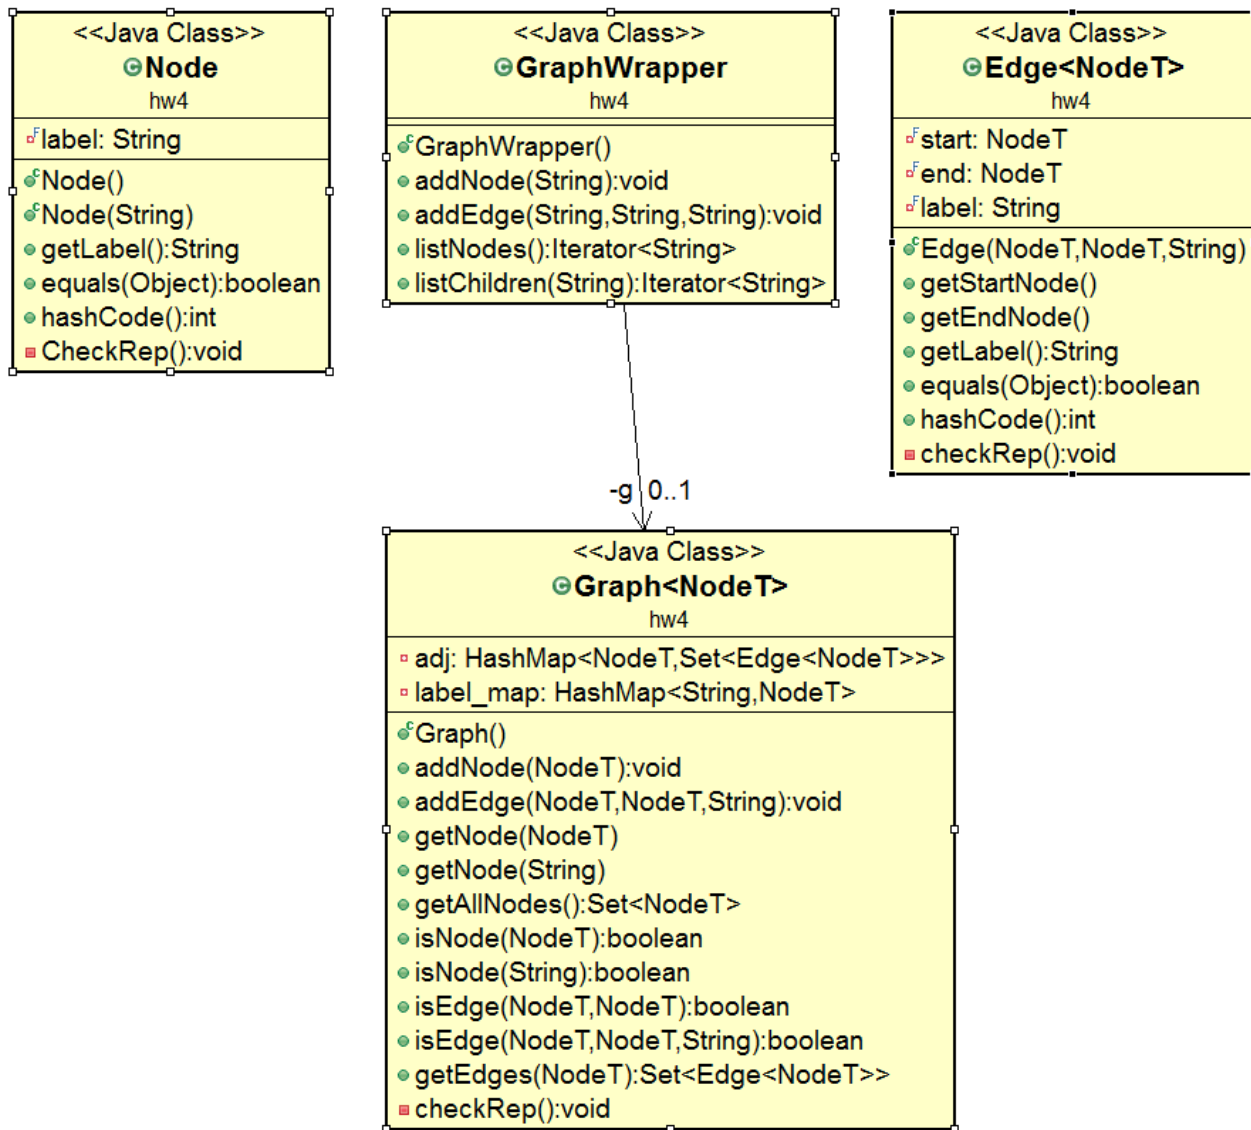 <<Java Class>>
Node
hw4
label: String
Node()
Node(String)
getLabel():String
equals(Object):boolean
hashCode():int
CheckRep():void
<<Java Class>>
GraphWrapper
hw4
GraphWrapper()
addNode(String):void
addEdge(String,String,String):void
listNodes():Iterator<String>
listChildren(String):Iterator<String>
<<Java Class>>
Edge<NodeT>
hw4
start: NodeT
end: NodeT
label: String
Edge(NodeT,NodeT,String)
getStartNode()
getEndNode()
getLabel():String
equals(Object):boolean
hashCode():int
checkRep():void
-g 0..1
<<Java Class>>
Graph<NodeT>
hw4
adj: HashMap<NodeT,Set<Edge<NodeT>>>
label_map: HashMap<String,NodeT>
Graph()
addNode(NodeT):void
addEdge(NodeT,NodeT,String):void
getNode(NodeT)
getNode(String)
getAllNodes():Set<NodeT>
isNode(NodeT):boolean
isNode(String):boolean
isEdge(NodeT,NodeT):boolean
isEdge(NodeT,NodeT,String):boolean
getEdges(NodeT):Set<Edge<NodeT>>
checkRep():void